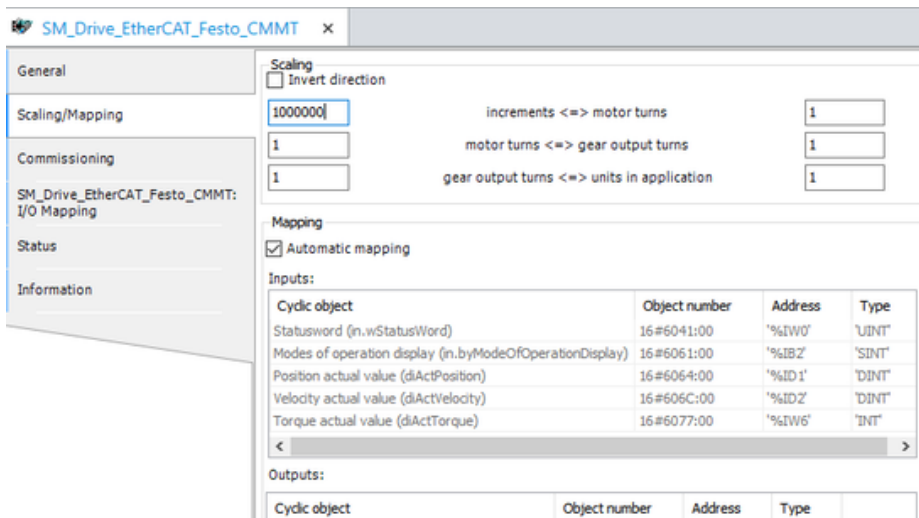 SM_Drive_EtherCAT_Festo_CMMT ×
General
Scaling/Mapping
Commissioning
SM_Drive_EtherCAT_Festo_CMMT:
I/O Mapping
Status
Information
Scaling
Invert direction
1000000 increments <=> motor turns 1
1 motor turns <=> gear output turns 1
1 gear output turns <=> units in application 1
Mapping
Automatic mapping
Inputs:
Cyclic object Object number Address Type
Statusword (in.wStatusWord) 16#6041:00 '%IW0' 'UINT'
Modes of operation display (in.byModeOfOperationDisplay) 16#6061:00 '%IB2' 'SINT'
Position actual value (diActPosition) 16#6064:00 '%ID1' 'DINT'
Velocity actual value (diActVelocity) 16#606C:00 '%ID2' 'DINT'
Torque actual value (diActTorque) 16#6077:00 '%IW6' 'INT'
Outputs:
Cyclic object Object number Address Type